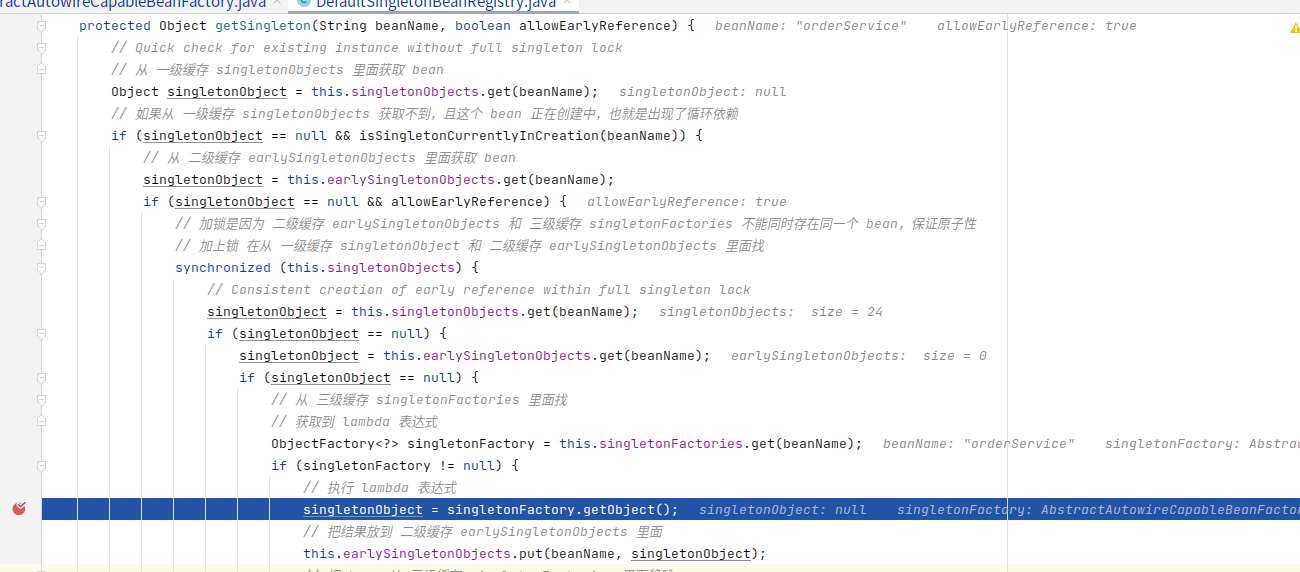 ractAutowireCapableBeanFactory.java × DefaultSingletonBeanRegistry.java ×
protected Object getSingleton(String beanName, boolean allowEarlyReference) { beanName: "orderService" allowEarlyReference: true
// Quick check for existing instance without full singleton lock
// 从 一级缓存 singletonObjects 里面获取 bean
Object singletonObject = this.singletonObjects.get(beanName); singletonObject: null
// 如果从 一级缓存 singletonObjects 获取不到，且这个 bean 正在创建中，也就是出现了循环依赖
if (singletonObject == null && isSingletonCurrentlyInCreation(beanName)) {
// 从 二级缓存 earlySingletonObjects 里面获取 bean
singletonObject = this.earlySingletonObjects.get(beanName);
if (singletonObject == null && allowEarlyReference) { allowEarlyReference: true
// 加锁是因为 二级缓存 earlySingletonObjects 和 三级缓存 singletonFactories 不能同时存在同一个 bean，保证原子性
// 加上锁 在从 一级缓存 singletonObject 和 二级缓存 earlySingletonObjects 里面找
synchronized (this.singletonObjects) {
// Consistent creation of early reference within full singleton lock
singletonObject = this.singletonObjects.get(beanName); singletonObjects: size = 24
if (singletonObject == null) {
singletonObject = this.earlySingletonObjects.get(beanName); earlySingletonObjects: size = 0
if (singletonObject == null) {
// 从 三级缓存 singletonFactories 里面找
// 获取到 lambda 表达式
ObjectFactory<?> singletonFactory = this.singletonFactories.get(beanName); beanName: "orderService" singletonFactory: Abstrac
if (singletonFactory != null) {
// 执行 lambda 表达式
singletonObject = singletonFactory.getObject(); singletonObject: null singletonFactory: AbstractAutowireCapableBeanFactor
// 把结果放到 二级缓存 earlySingletonObjects 里面
this.earlySingletonObjects.put(beanName, singletonObject);